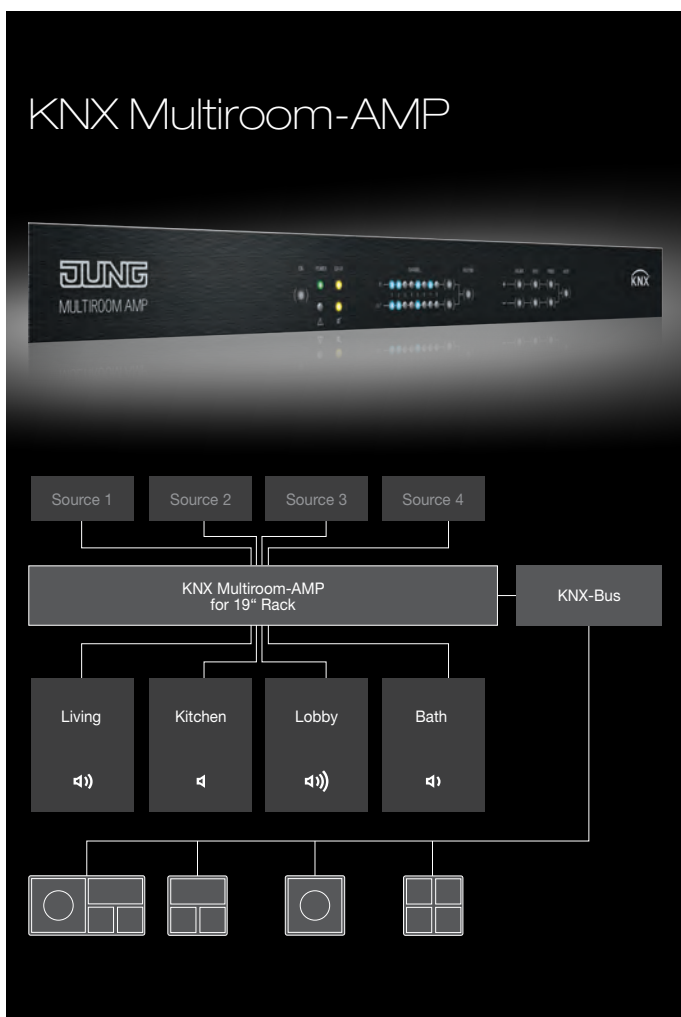 KNX Multiroom-AMP
JUNG
MULTIROOM AMP
KNX
Source 1
Source 2
Source 3
Source 4
KNX Multiroom-AMP
for 19“ Rack
KNX-Bus
Living
Kitchen
Lobby
Bath